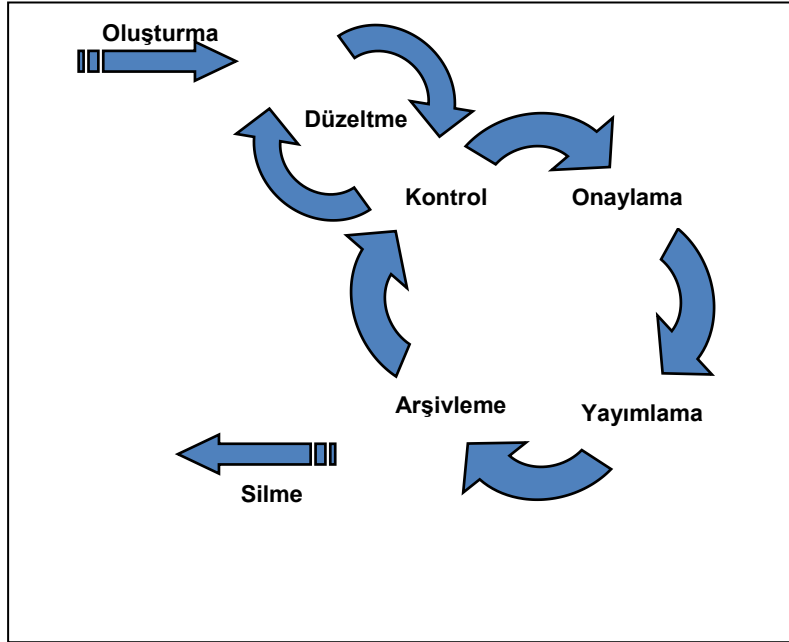 Oluşturma
Düzeltme
Kontrol
Onaylama
Arşivleme
Yayımlama
Silme